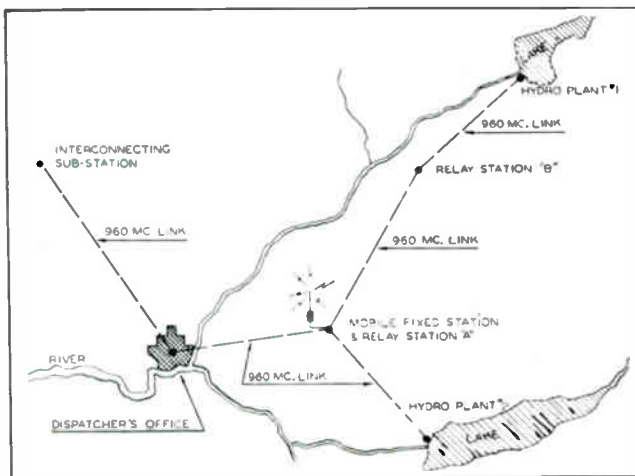 LAKE
HYDRO PLANT #1
960 MC. LINK
INTERCONNECTING
SUB-STATION
RELAY STATION "B"
960 MC. LINK
960 MC. LINK
MOBILE FIXED STATION
& RELAY STATION "A"
RIVER
960 MC. LINK
HYDRO PLANT
DISPATCHER'S OFFICE
LAKE